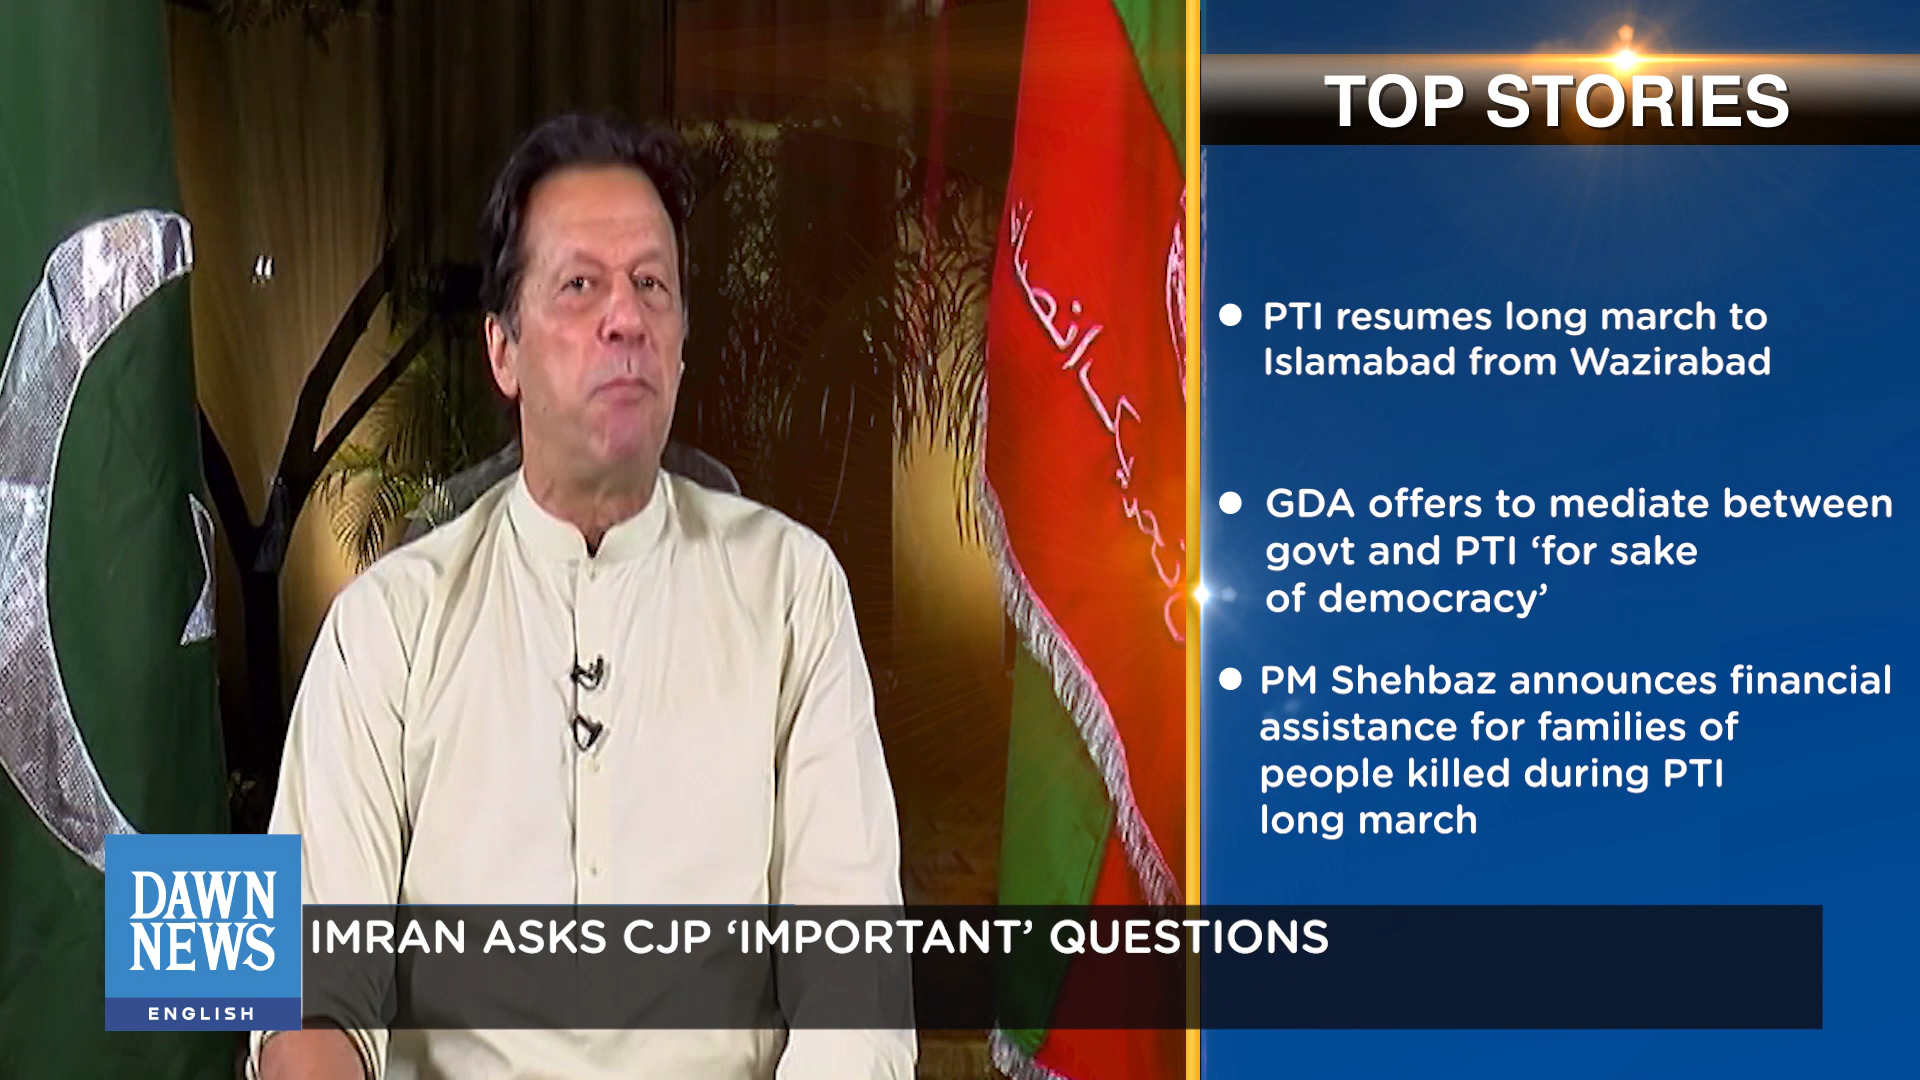 TOP STORIES
PTI resumes long march to
Islamabad from Wazirabad
GDA offers to mediate between
govt and PTI ‘for sake
of democracy’
PM Shehbaz announces financial
assistance for families of
people killed during PTI
long march
DAWN
NEWS
ENGLISH
IMRAN ASKS CJP ‘IMPORTANT’ QUESTIONS